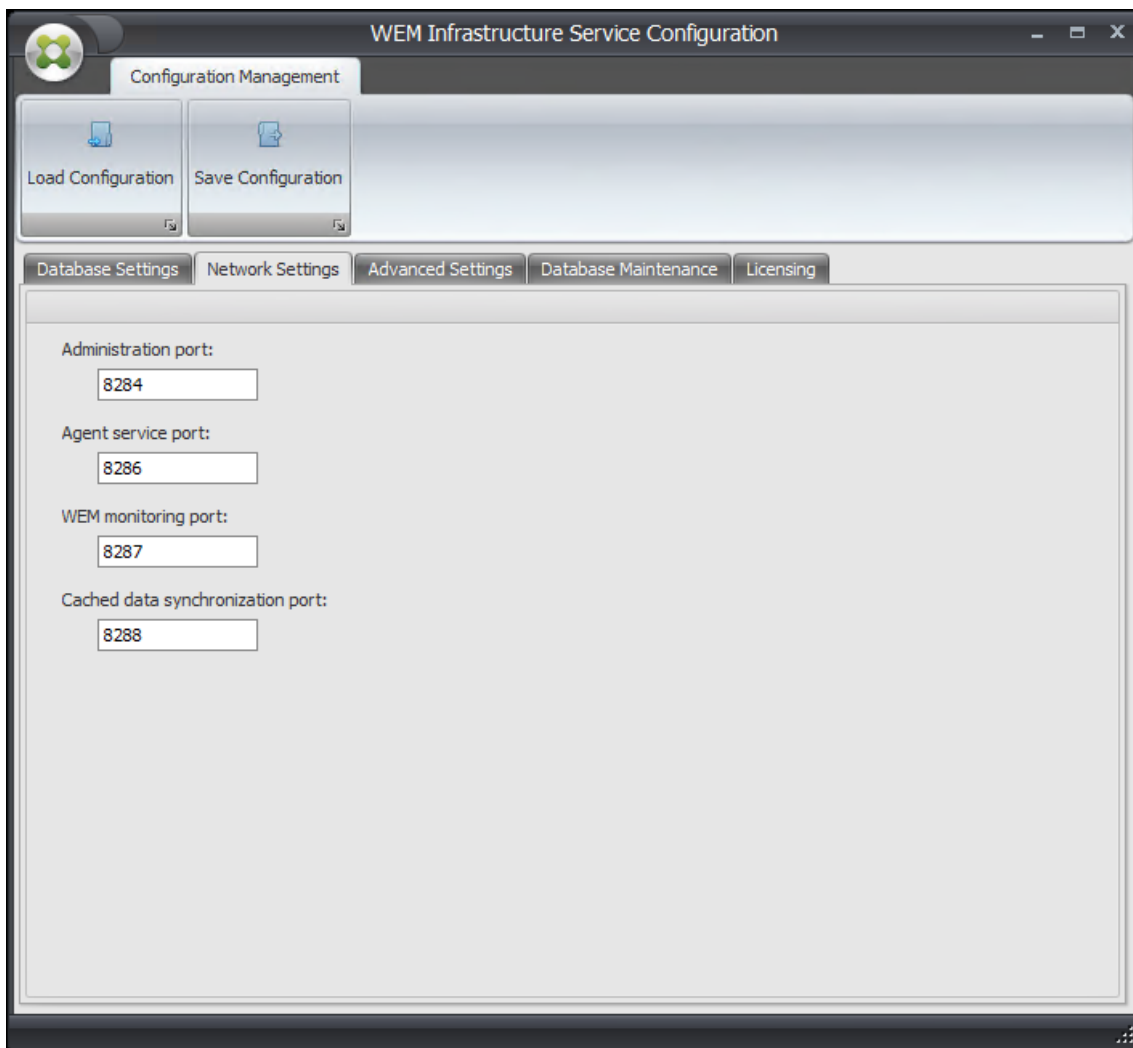 WEM Infrastructure Service Configuration
Configuration Management
Load Configuration
Save Configuration
Database Settings
Network Settings
Advanced Settings
Database Maintenance
Licensing
Administration port:
8284
Agent service port:
8286
WEM monitoring port:
8287
Cached data synchronization port:
8288